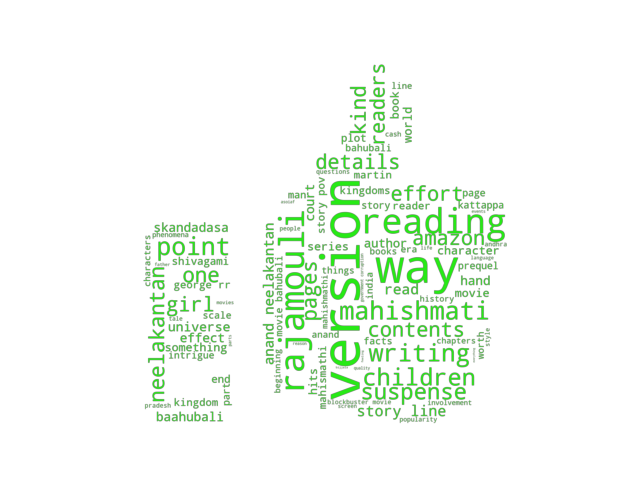 kind
readers
line
book
world
cash
plot
bahubali
details
questions
martin
kingdoms
effort
page
mant
court
story pov
story
reader
kattappa
reading
skandadasa
phenomena
point
characters
shivagami
one
george rr
girl
movies
neelakantan
tale
scale
universe
effect
something
intrigue
end
part
kingdom
pradesh
baahubali
people
rajamouli
version
series
pages
things
anand neelakantan
movie bahubali
beginning
mahishmathi
author
amazon
andhra
books
era
life
character
language
way
prequel
india
read
hand
history
movie
mahishmati
contents
anand
facts
chapters
worth
style
writing
hits
mahismathi
quality
children
suspense
blockbuster movie
screen
story line
involvement
popularity